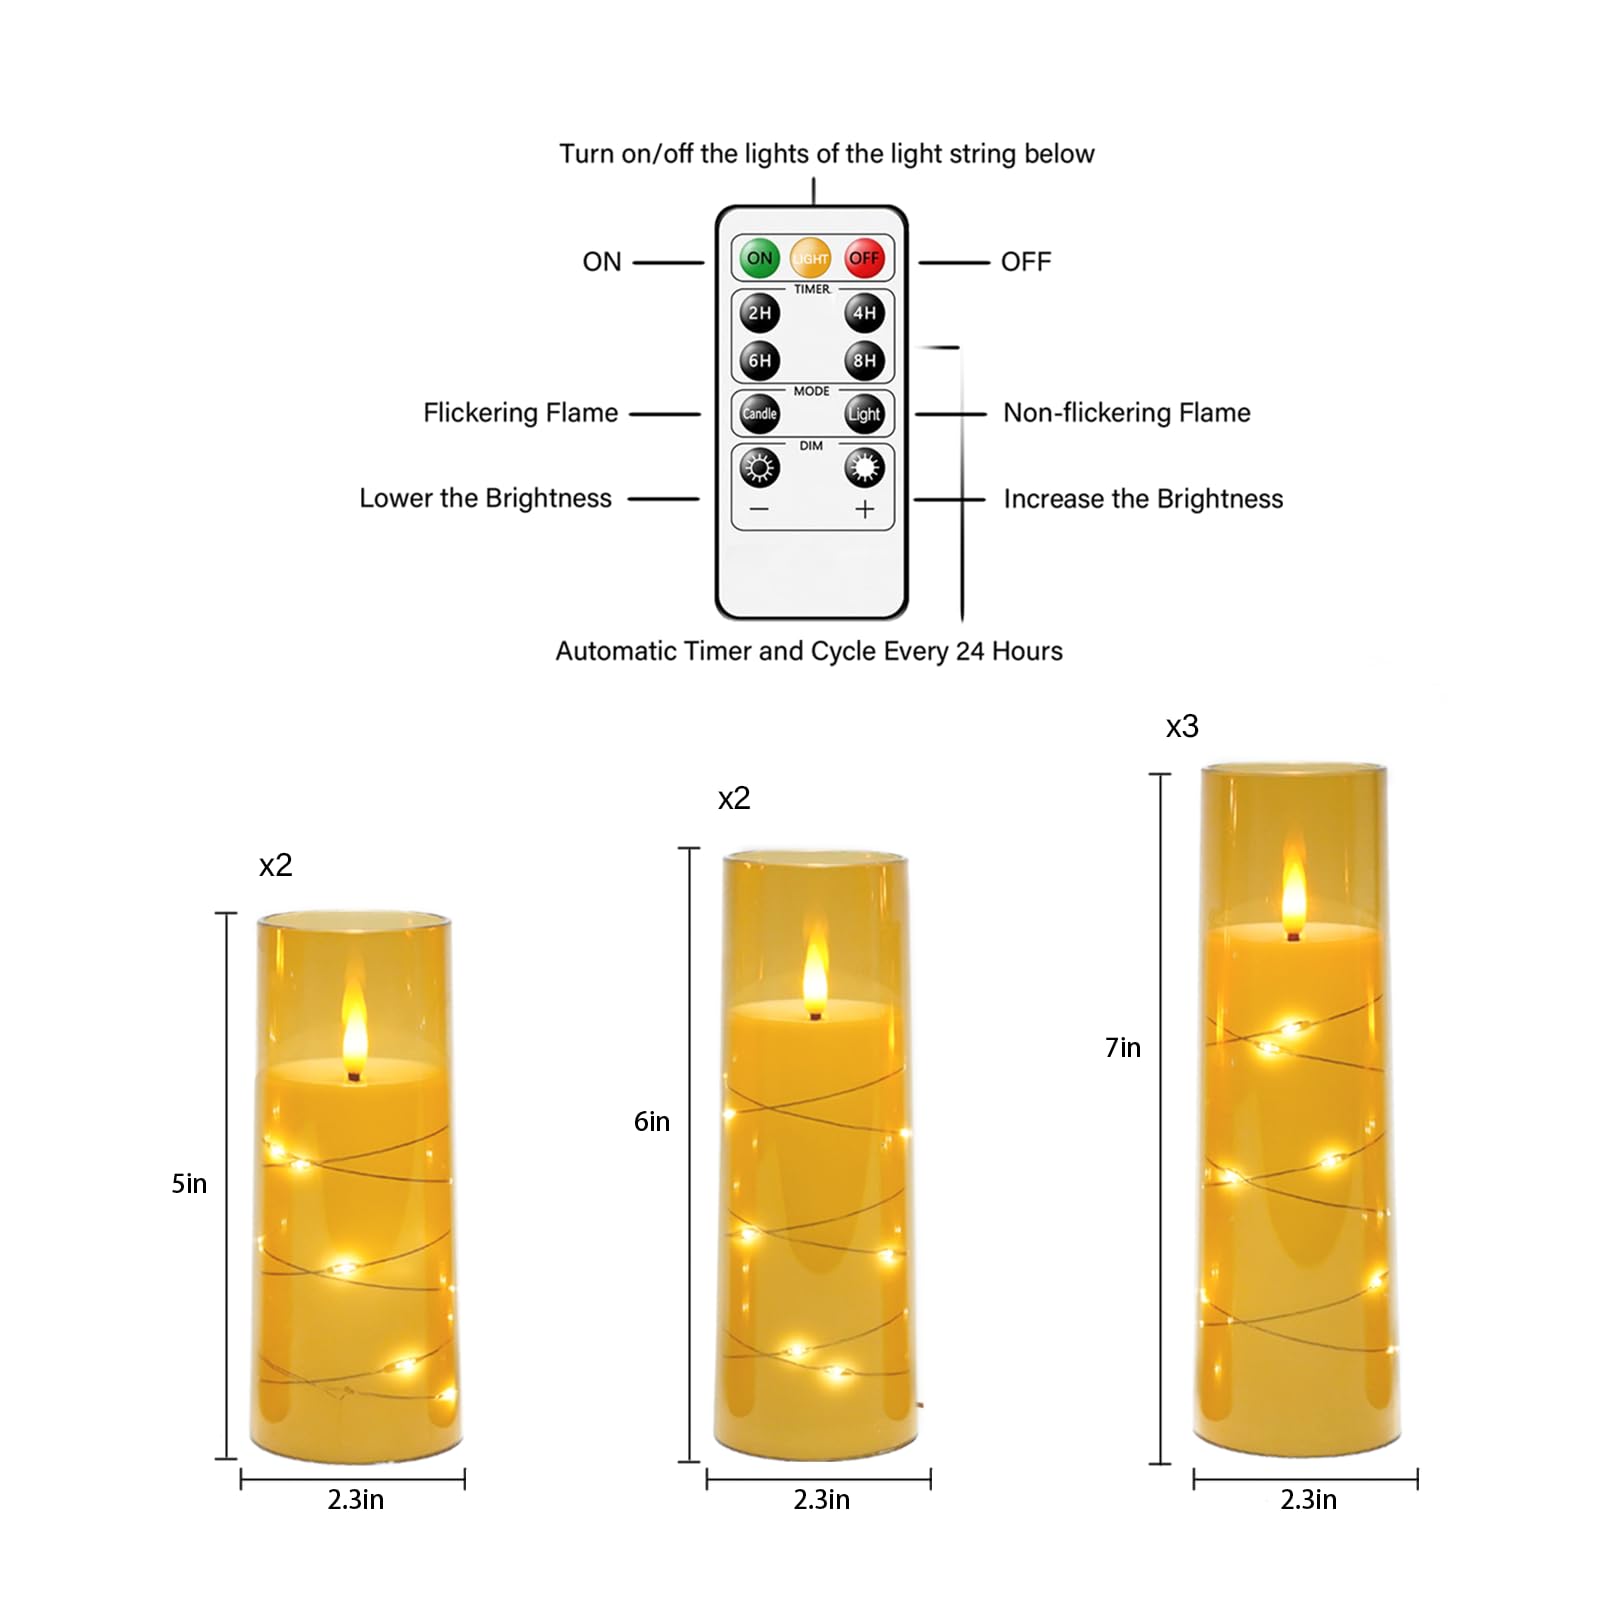 Turn on/off the lights of the light string below
ON
ON LIGHT OFF
OFF
TIMER
2H 4H
6H 8H
MODE
Flickering Flame
Candle Light
Non-flickering Flame
DIM
Lower the Brightness
− +
Increase the Brightness
Automatic Timer and Cycle Every 24 Hours
x2
x2
x3
5in
6in
7in
2.3in
2.3in
2.3in